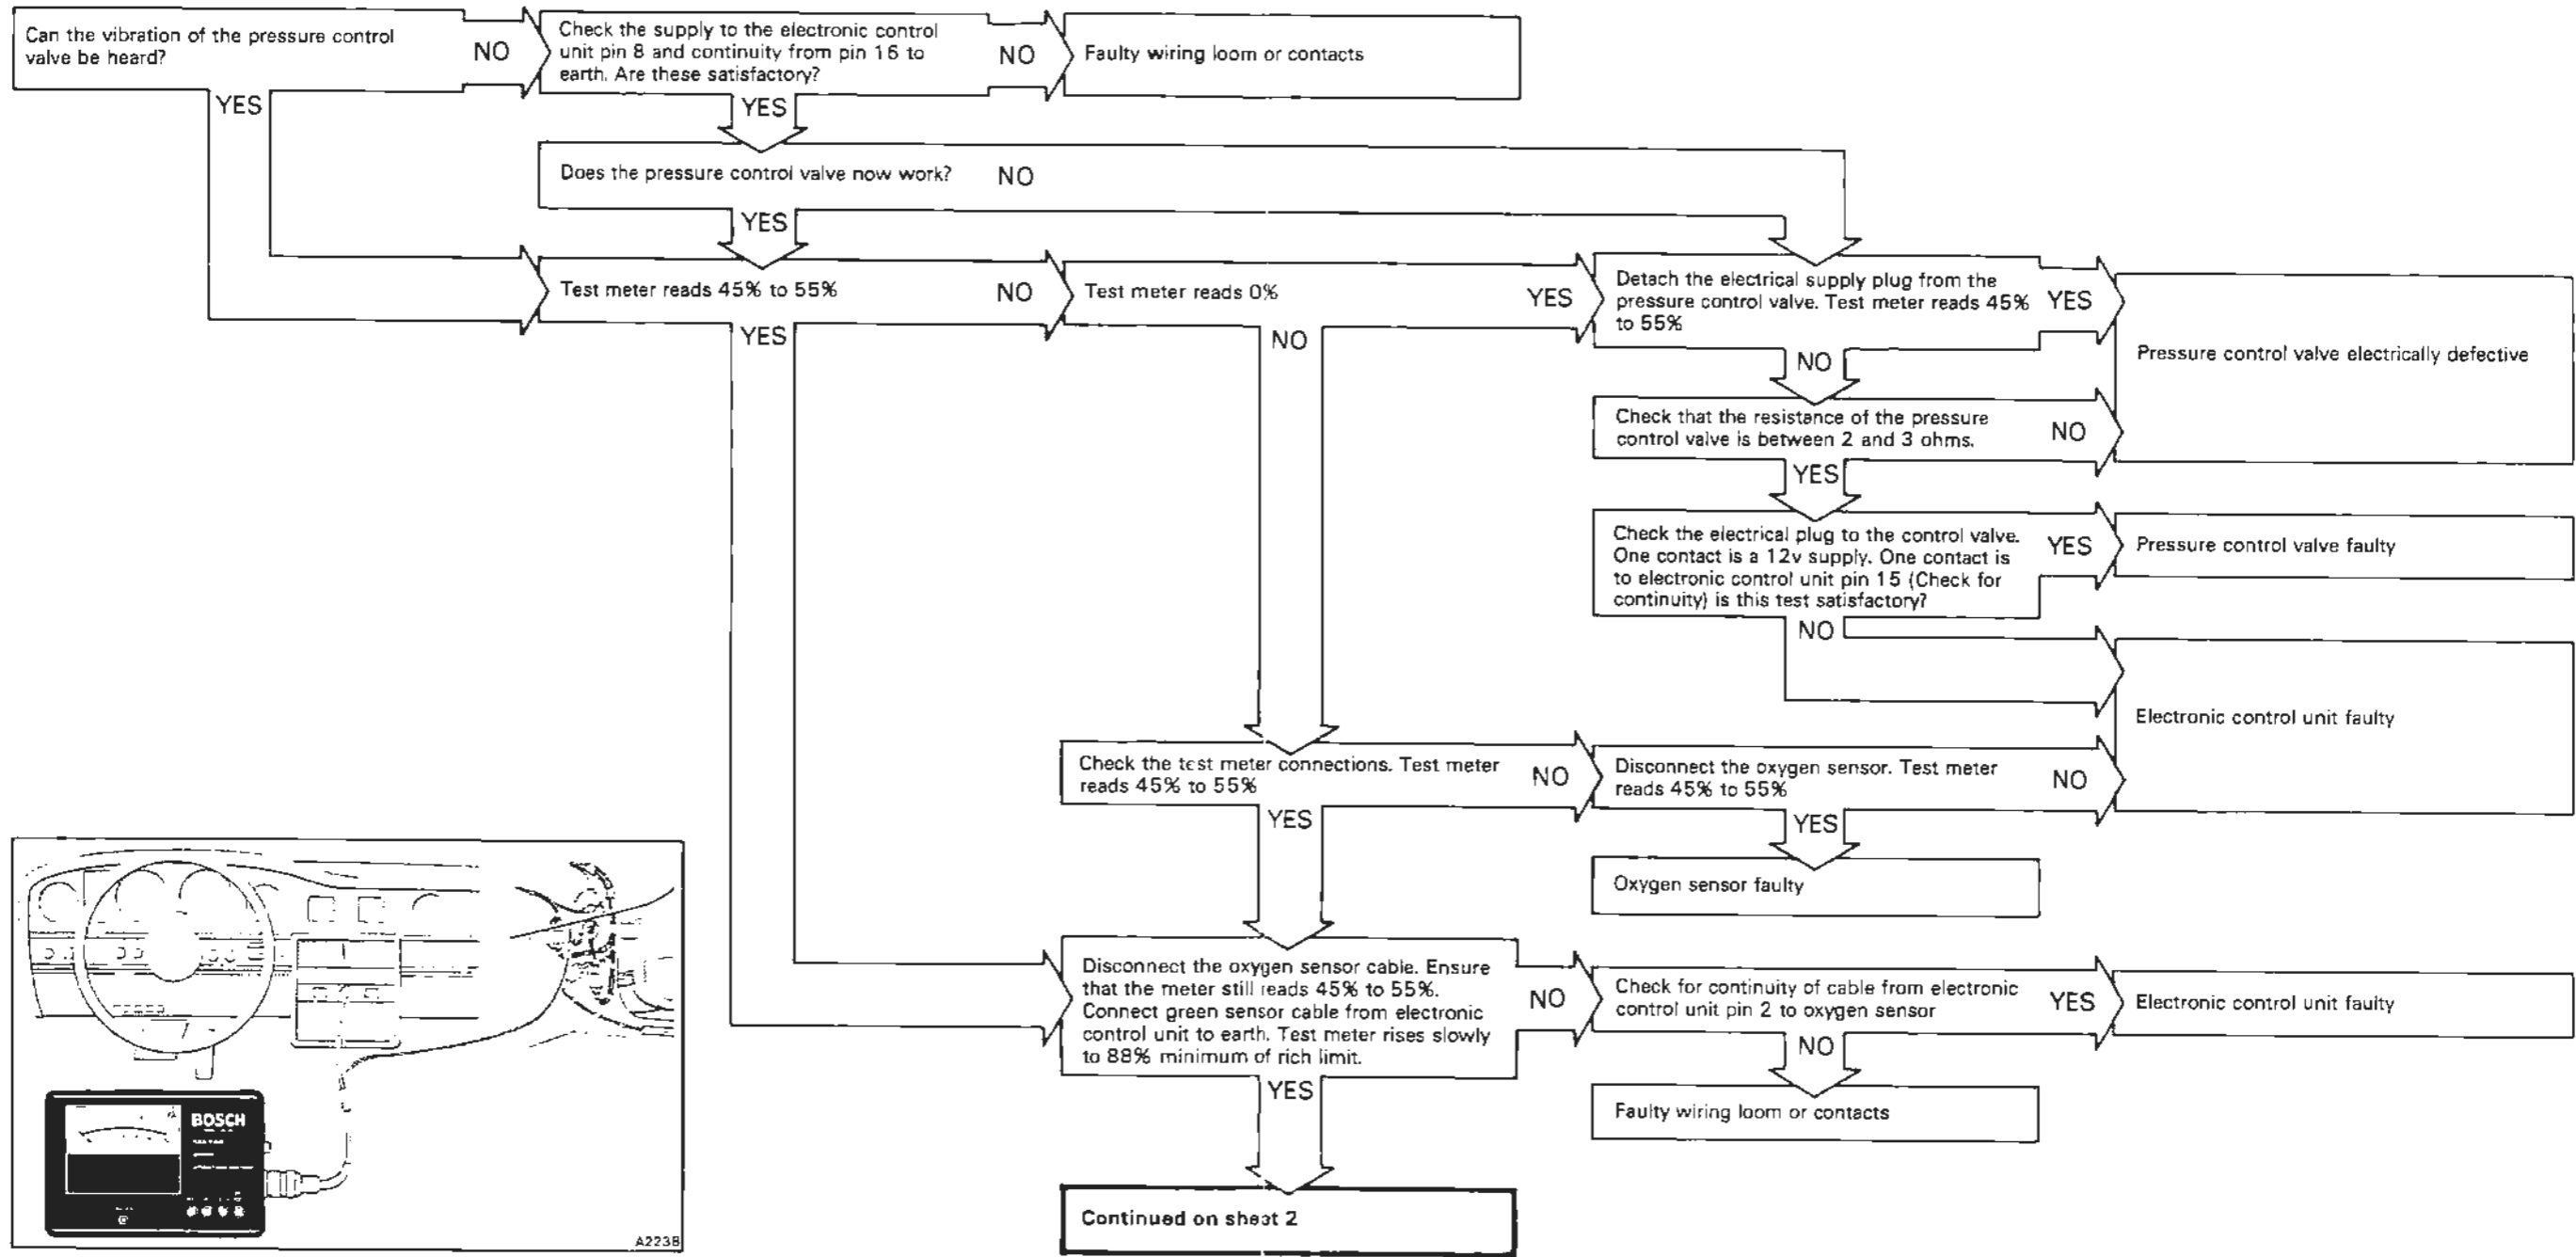 Can the vibration of the pressure control
valve be heard?
NO
Check the supply to the electronic control
unit pin 8 and continuity from pin 16 to
earth. Are these satisfactory?
NO
Faulty wiring loom or contacts
YES
YES
Does the pressure control valve now work?
NO
YES
Test meter reads 45% to 55%
NO
Test meter reads 0%
YES
Detach the electrical supply plug from the
pressure control valve. Test meter reads 45%
to 55%
YES
Pressure control valve electrically defective
YES
NO
NO
Check that the resistance of the pressure
control valve is between 2 and 3 ohms.
NO
YES
Check the electrical plug to the control valve.
One contact is a 12v supply. One contact is
to electronic control unit pin 15 (Check for
continuity) is this test satisfactory?
YES
Pressure control valve faulty
NO
Electronic control unit faulty
Check the test meter connections. Test meter
reads 45% to 55%
NO
Disconnect the oxygen sensor. Test meter
reads 45% to 55%
NO
YES
YES
Oxygen sensor faulty
Disconnect the oxygen sensor cable. Ensure
that the meter still reads 45% to 55%.
Connect green sensor cable from electronic
control unit to earth. Test meter rises slowly
to 88% minimum of rich limit.
NO
Check for continuity of cable from electronic
control unit pin 2 to oxygen sensor
YES
Electronic control unit faulty
NO
YES
Faulty wiring loom or contacts
Continued on sheet 2
BOSCH
A2238